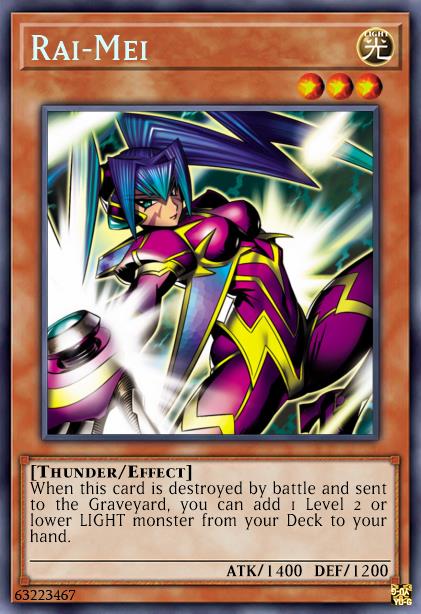 RAI-MEI
LIGHT
光
[THUNDER/EFFECT]
When this card is destroyed by battle and sent
to the Graveyard, you can add 1 Level 2 or
lower LIGHT monster from your Deck to your
hand.
ATK/1400 DEF/1200
63223467